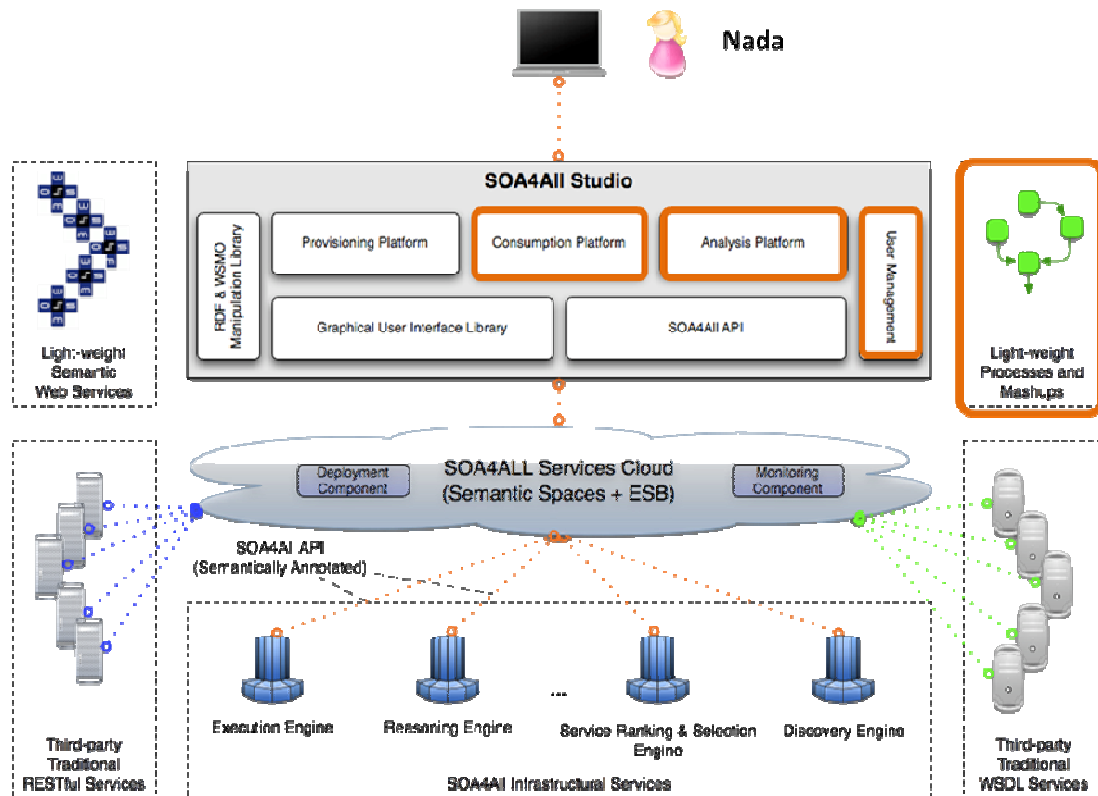 Nada
SOA4All Studio
RDF & WSMO
Manipulation Library
Provisioning Platform
Consumption Platform
Analysis Platform
User Management
Graphical User Interface Library
SOA4All API
Light-weight
Semantic
Web Services
Light-weight
Processes and
Mashups
SOA4ALL Services Cloud
(Semantic Spaces + ESB)
Deployment
Component
Monitoring
Component
SOA4Al API
(Semantically Annotated)
Execution Engine
Reasoning Engine
...
Service Ranking & Selection
Engine
Discovery Engine
SOA4All Infrastructural Services
Third-party
Traditional
RESTful Services
Third-party
Traditional
WSDL Services